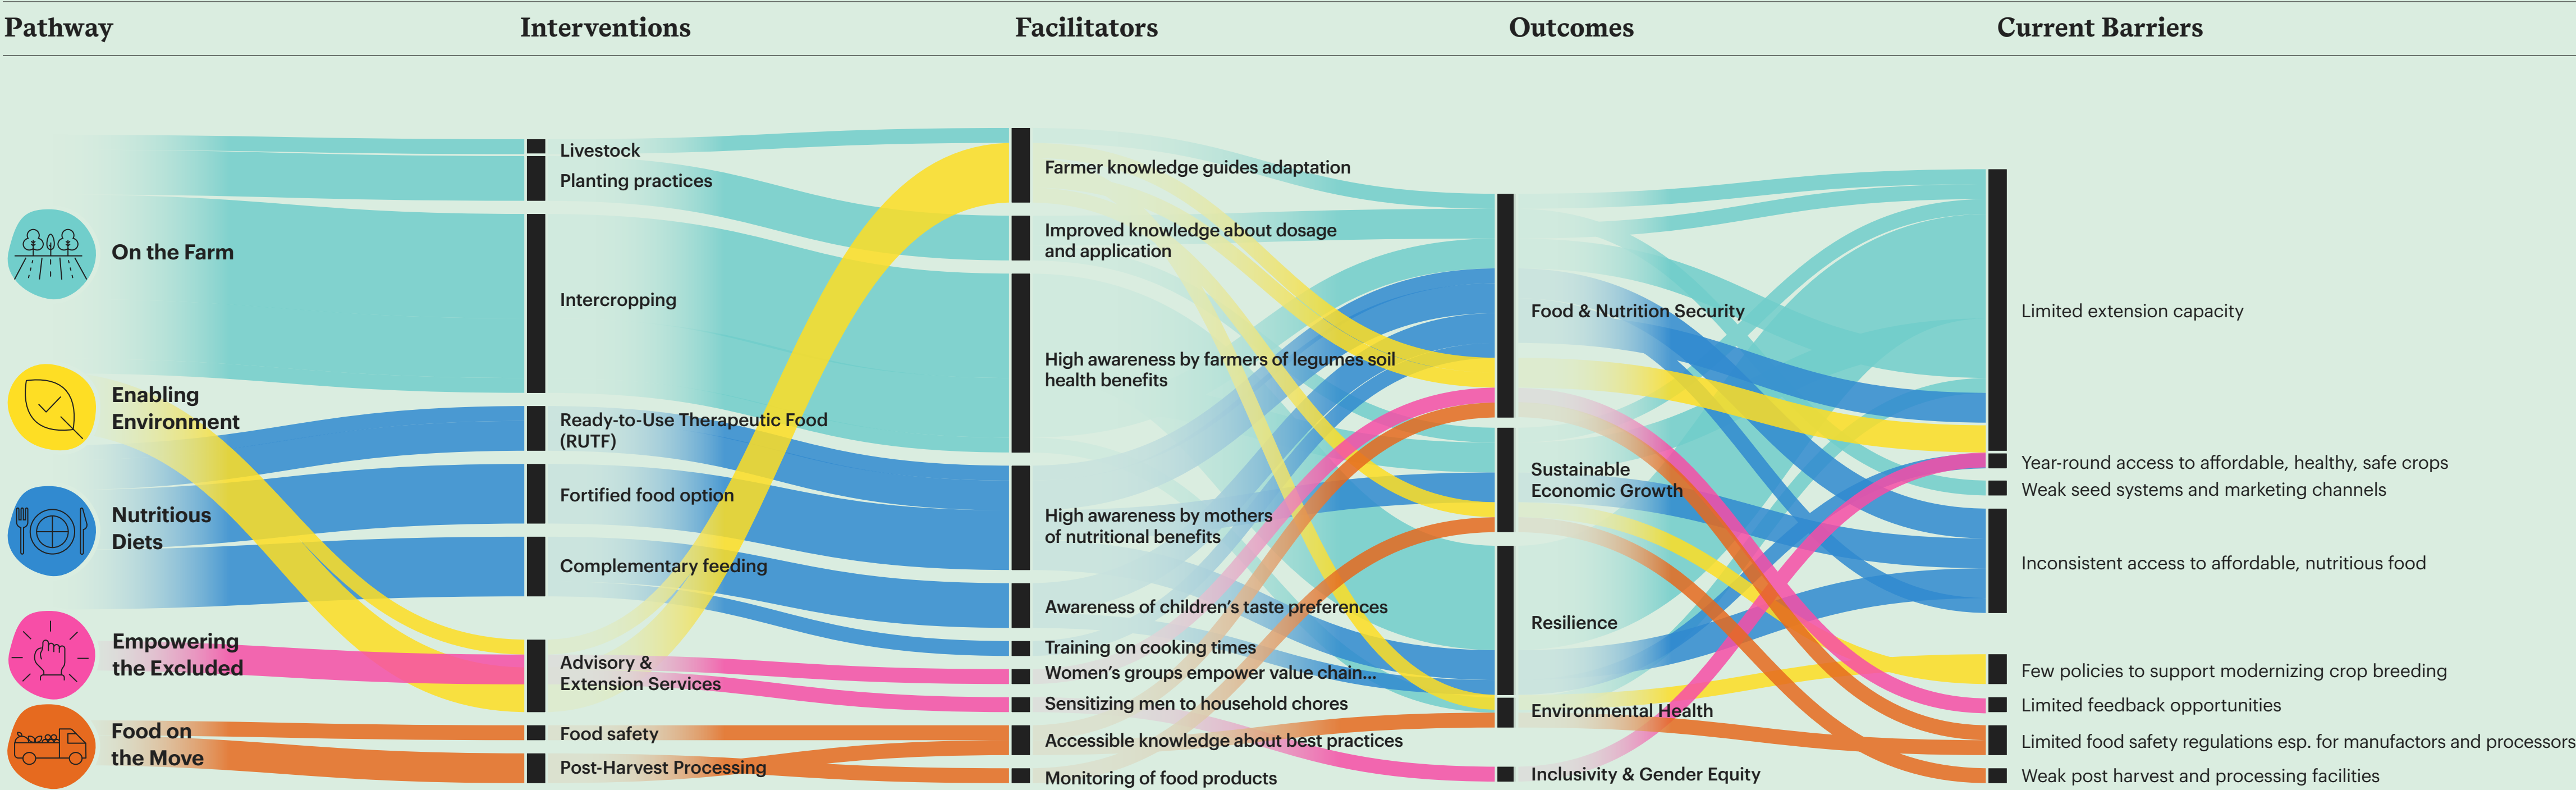 Pathway
Interventions
Facilitators
Outcomes
Current Barriers
On the Farm
Enabling
Environment
Nutritious
Diets
Empowering
the Excluded
Food on
the Move
Livestock
Planting practices
Intercropping
Ready-to-Use Therapeutic Food
(RUTF)
Fortified food option
Complementary feeding
Advisory &
Extension Services
Food safety
Post-Harvest Processing
Farmer knowledge guides adaptation
Improved knowledge about dosage
and application
High awareness by farmers of legumes soil
health benefits
High awareness by mothers
of nutritional benefits
Awareness of children's taste preferences
Training on cooking times
Women's groups empower value chain...
Sensitizing men to household chores
Accessible knowledge about best practices
Monitoring of food products
Food & Nutrition Security
Sustainable
Economic Growth
Resilience
Environmental Health
Inclusivity & Gender Equity
Limited extension capacity
Year-round access to affordable, healthy, safe crops
Weak seed systems and marketing channels
Inconsistent access to affordable, nutritious food
Few policies to support modernizing crop breeding
Limited feedback opportunities
Limited food safety regulations esp. for manufactors and processors
Weak post harvest and processing facilities